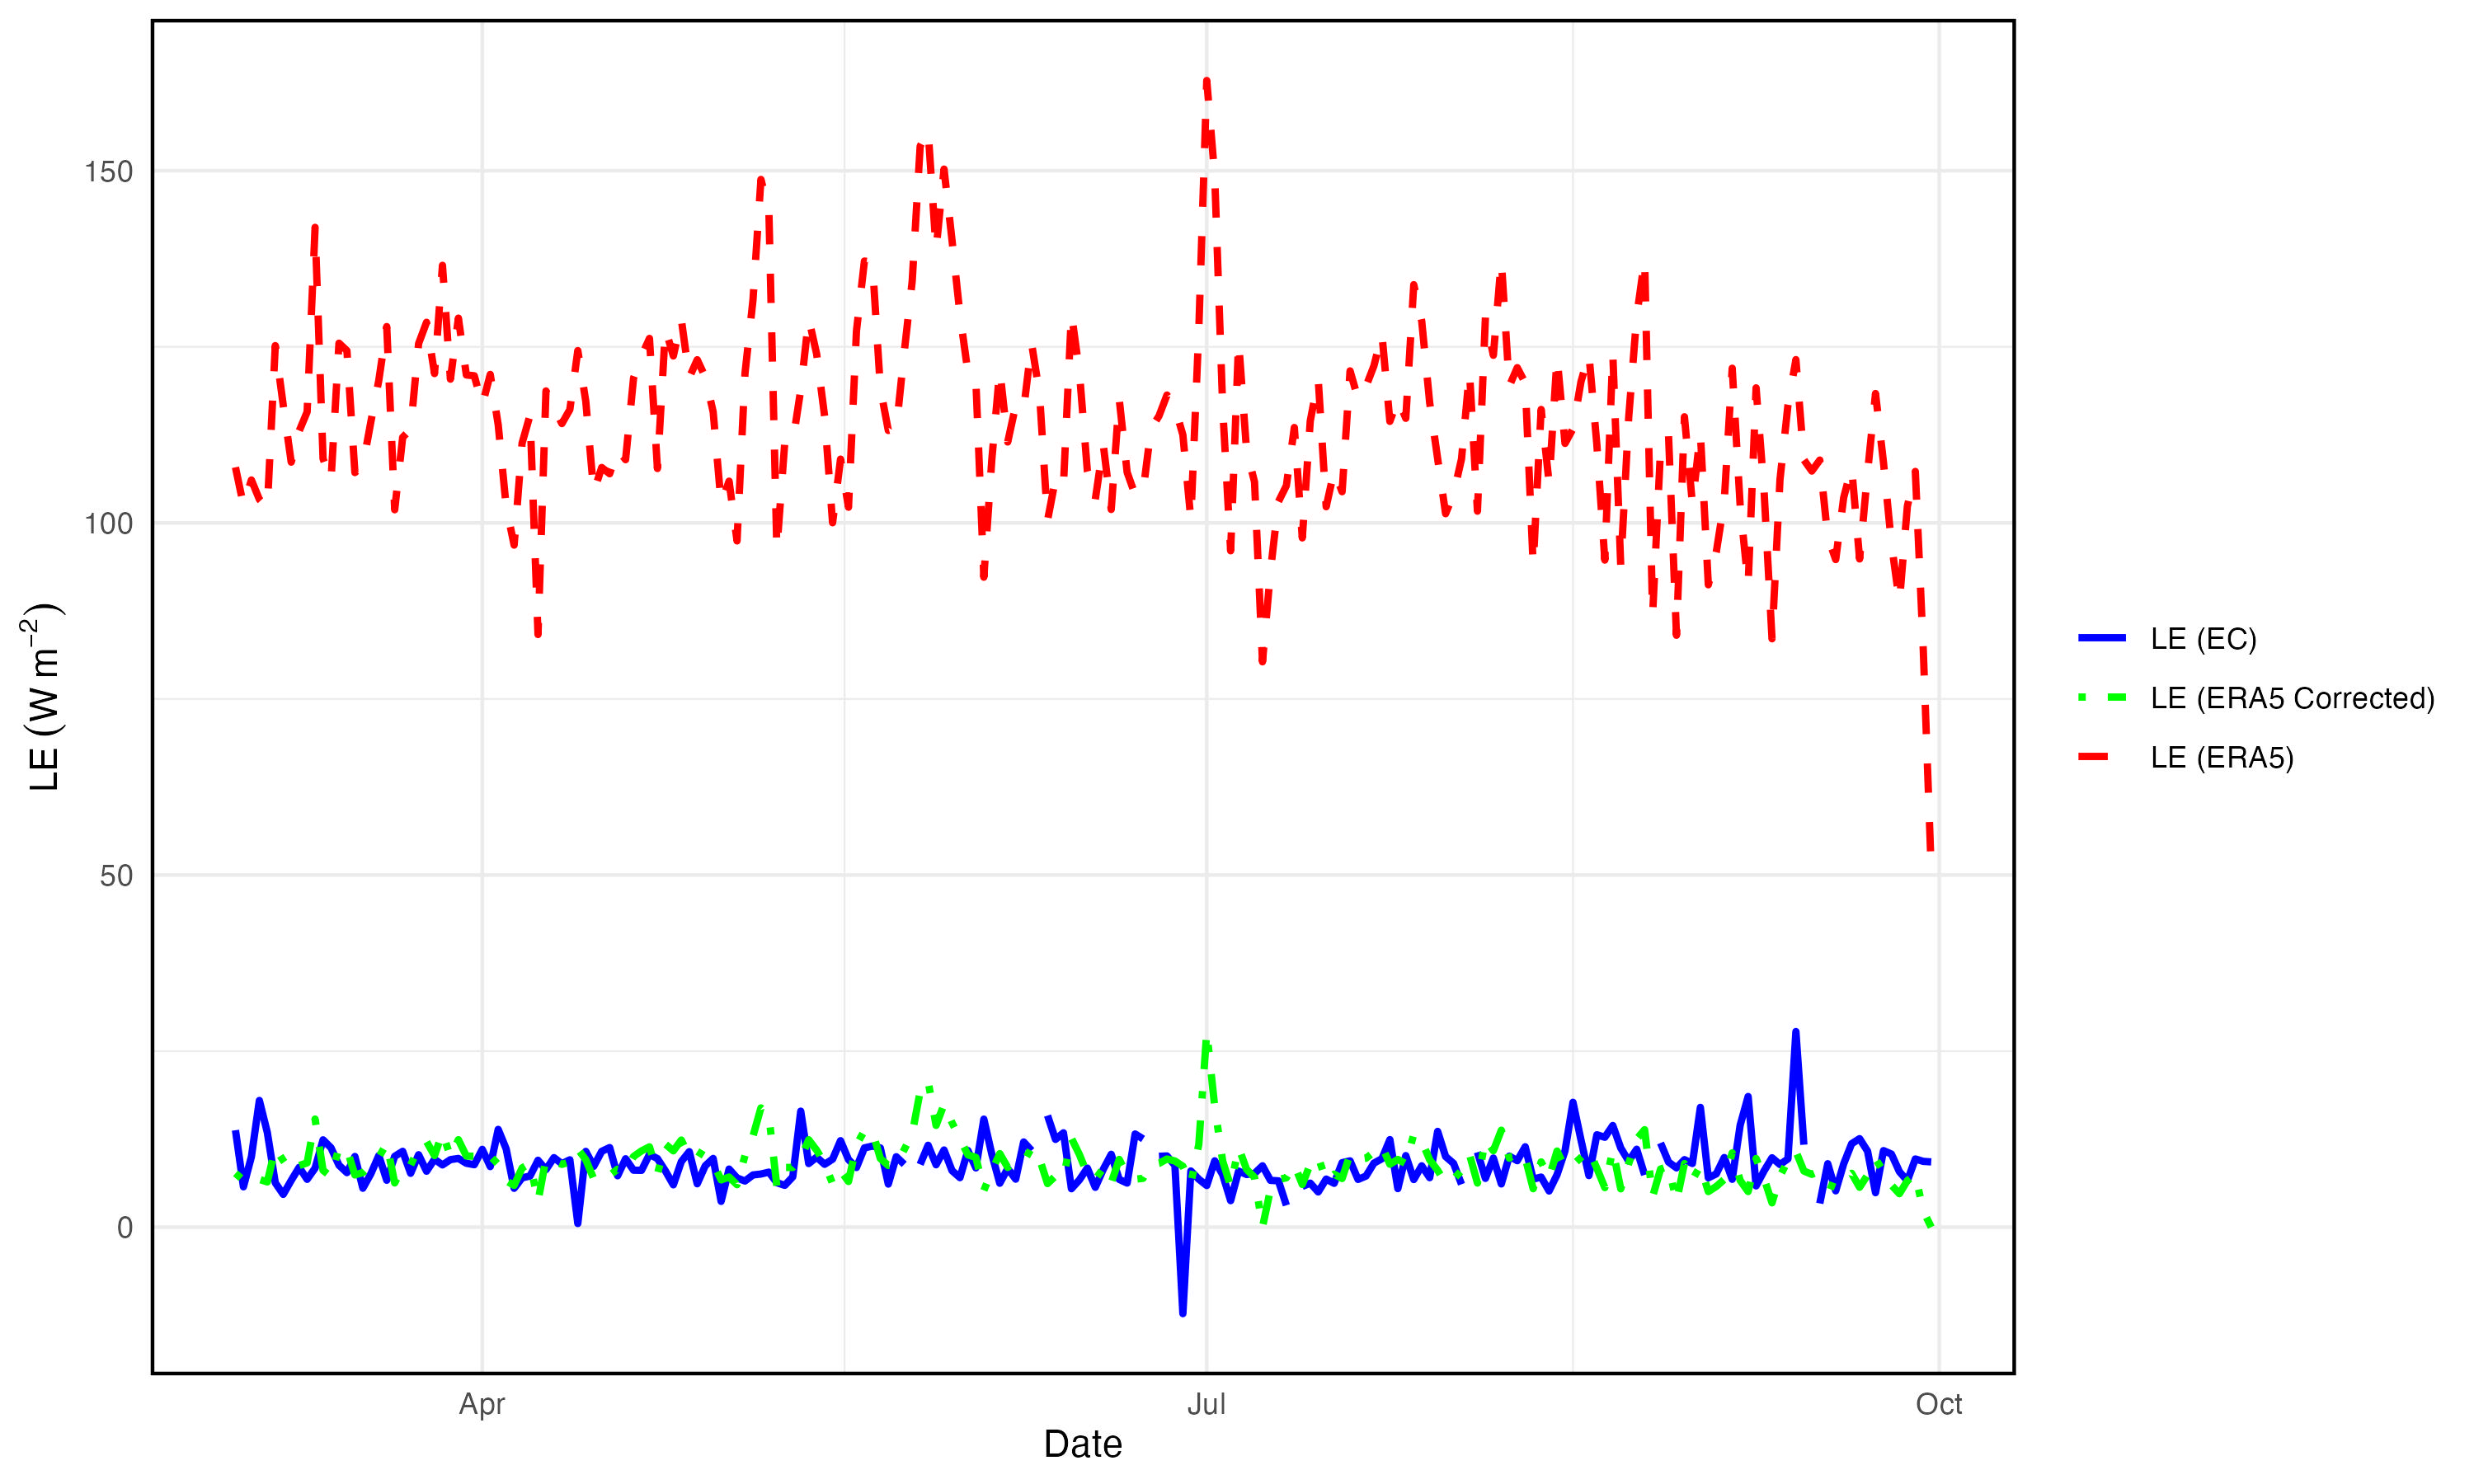 150
100
50
0
LE (W m⁻²)
Apr
Jul
Oct
Date
LE (EC)
LE (ERA5 Corrected)
LE (ERA5)